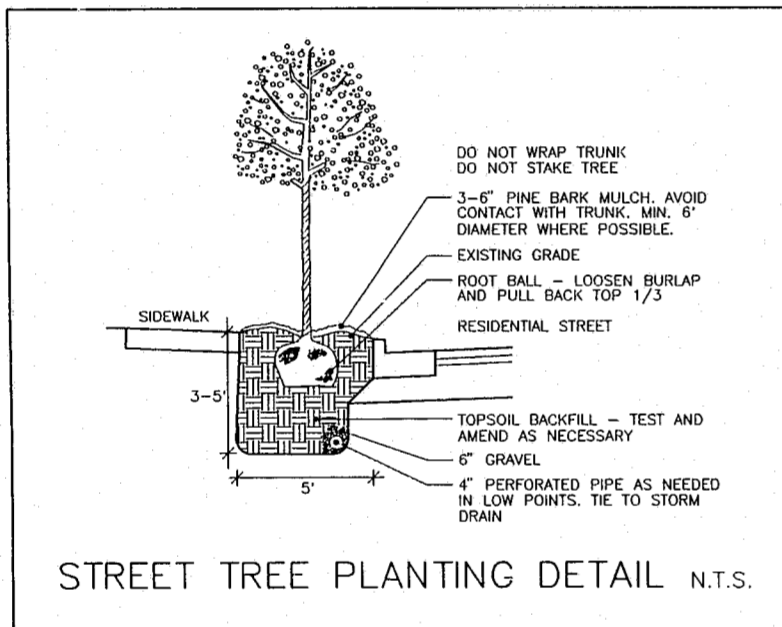 DO NOT WRAP TRUNK
DO NOT STAKE TREE
3-6" PINE BARK MULCH. AVOID
CONTACT WITH TRUNK. MIN. 6'
DIAMETER WHERE POSSIBLE.
EXISTING GRADE
ROOT BALL - LOOSEN BURLAP
AND PULL BACK TOP 1/3
SIDEWALK
RESIDENTIAL STREET
3-5'
TOPSOIL BACKFILL - TEST AND
AMEND AS NECESSARY
6" GRAVEL
5'
4" PERFORATED PIPE AS NEEDED
IN LOW POINTS. TIE TO STORM
DRAIN
STREET TREE PLANTING DETAIL N.T.S.